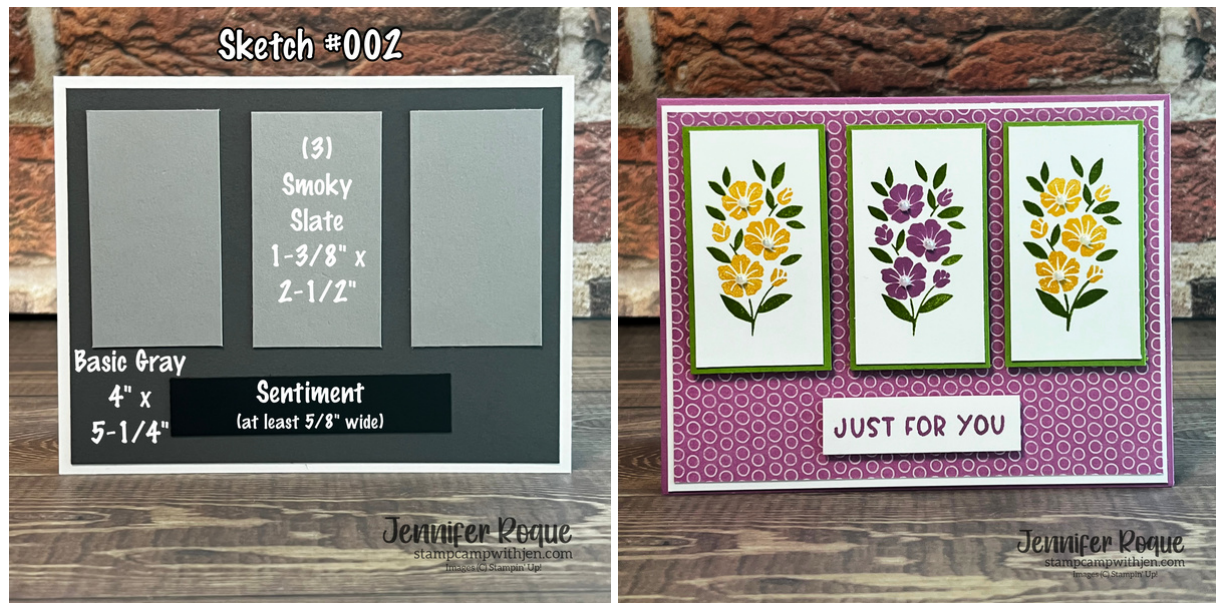 Sketch #002
(3)
Smoky
Slate
1-3/8" x
2-1/2"
Basic Gray
4" x
5-1/4"
Sentiment
(at least 5/8" wide)
Jennifer Roque
stampcampwithjen.com
Images (C) Stampin' Up!
JUST FOR YOU
Jennifer Roque
stampcampwithjen.com
Images (C) Stampin' Up!